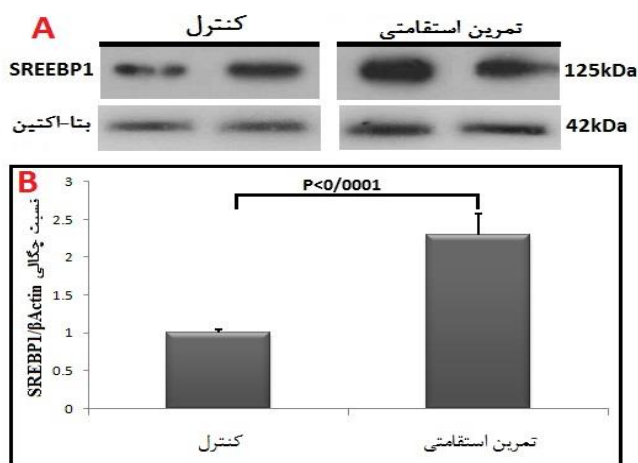 A
کنترل
تمرین استقامتی
SREEBP1
125kDa
بتا-اکتین
42kDa
B
P<0/0001
نسبت چگالی SREBP1/βActin
3
2.5
2
1.5
1
0.5
0
کنترل
تمرین استقامتی